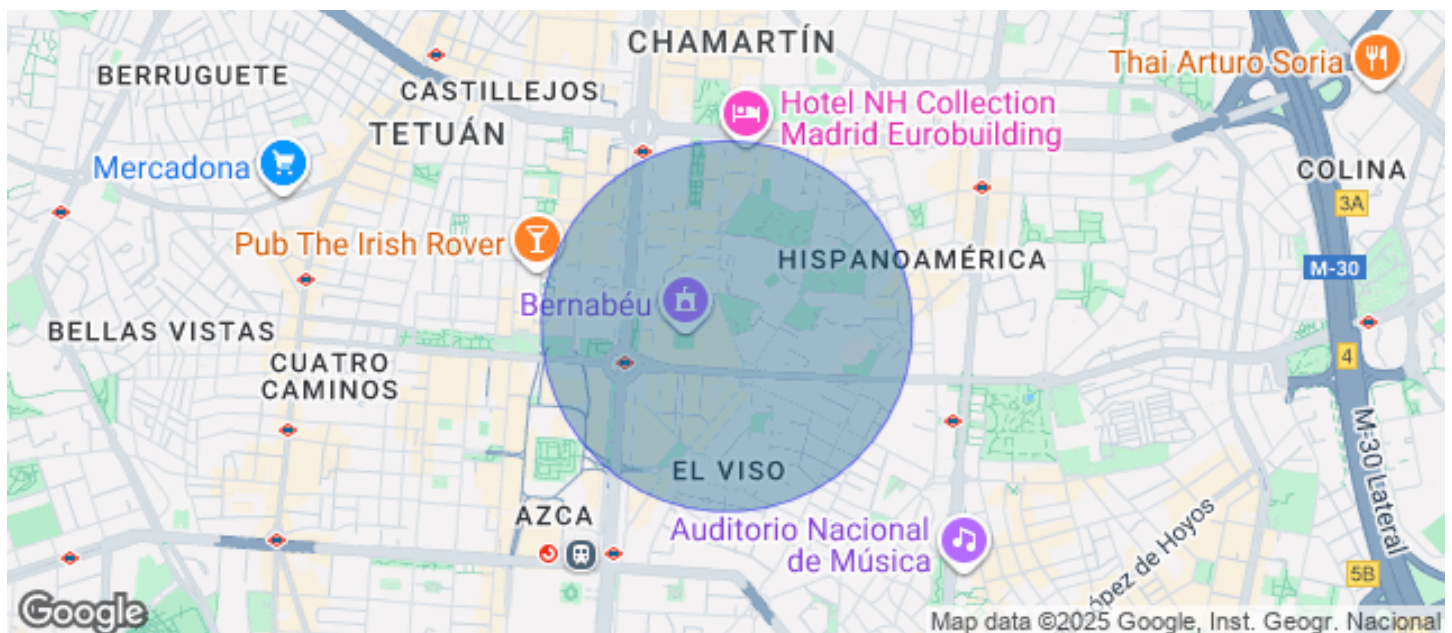 CHAMARTÍN
BERRUGUETE
CASTILLEJOS
TETUÁN
Thai Arturo Soria
Hotel NH Collection
Madrid Eurobuilding
Mercadona
COLINA
3A
Pub The Irish Rover
HISPANOAMÉRICA
M-30
Bernabéu
BELLAS VISTAS
CUATRO
CAMINOS
4
EL VISO
AZCA
Auditorio Nacional
de Música
M-30 Lateral
López de Hoyos
5B
Google
Map data ©2025 Google, Inst. Geogr. Nacional